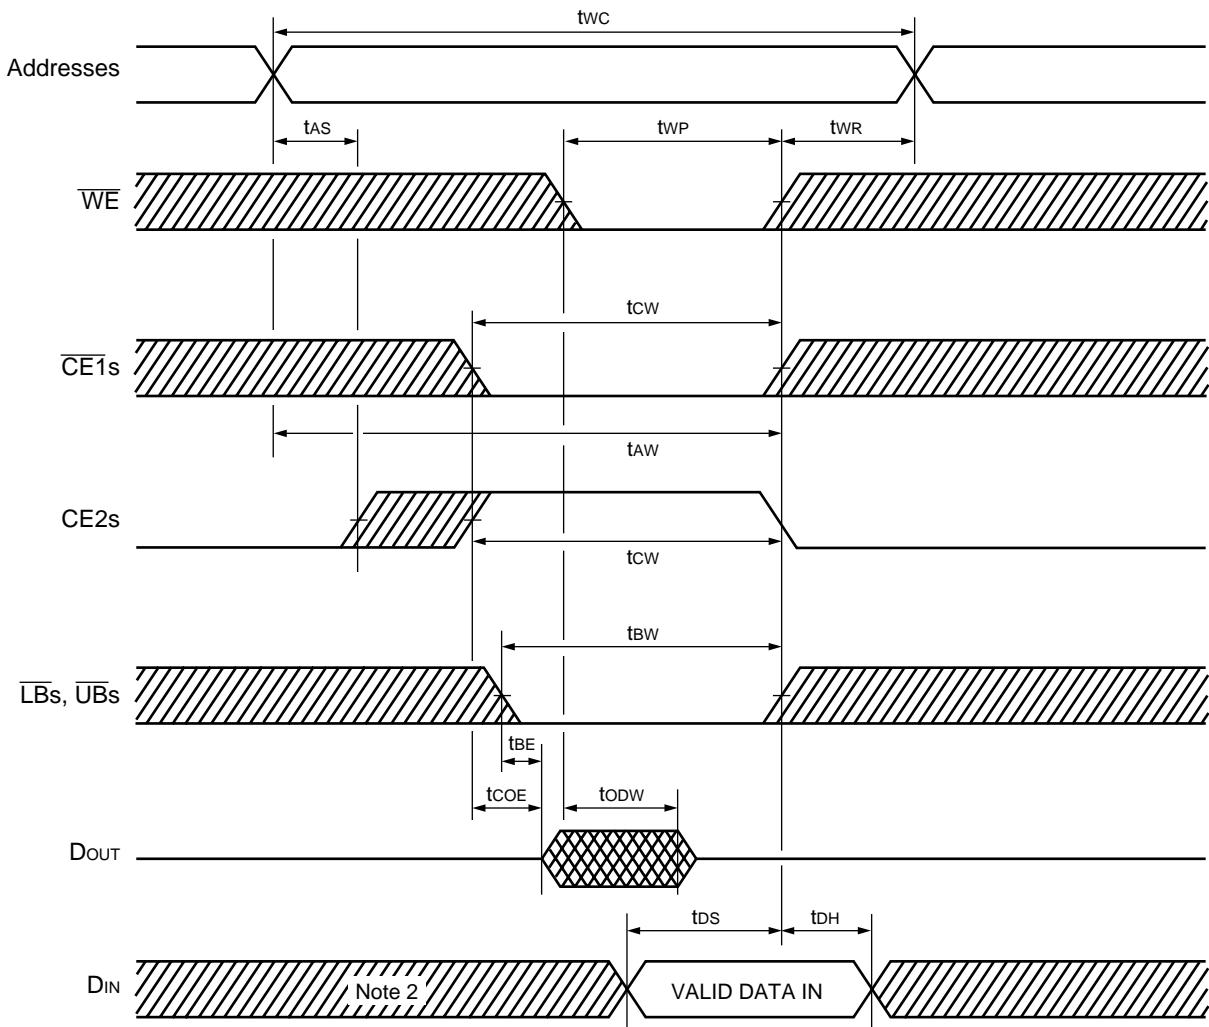 tWC
Addresses
tAS
tWP
tWR
WE
tCW
CE1s
tAW
CE2s
tCW
tBW
LBs, UBs
tBE
tCOE
tODW
DOUT
tDS
tDH
DIN
Note 2
VALID DATA IN